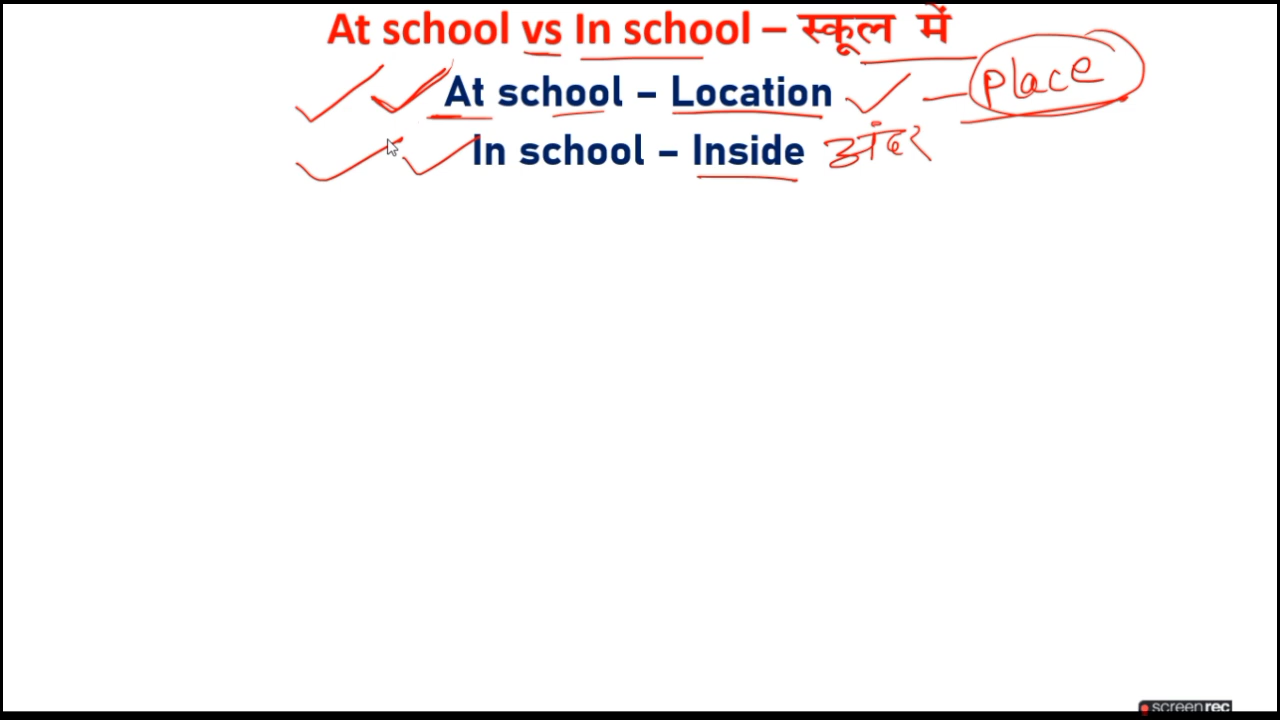 At school vs In school – स्कूल में
At school – Location place
In school – Inside अंदर
screenrec